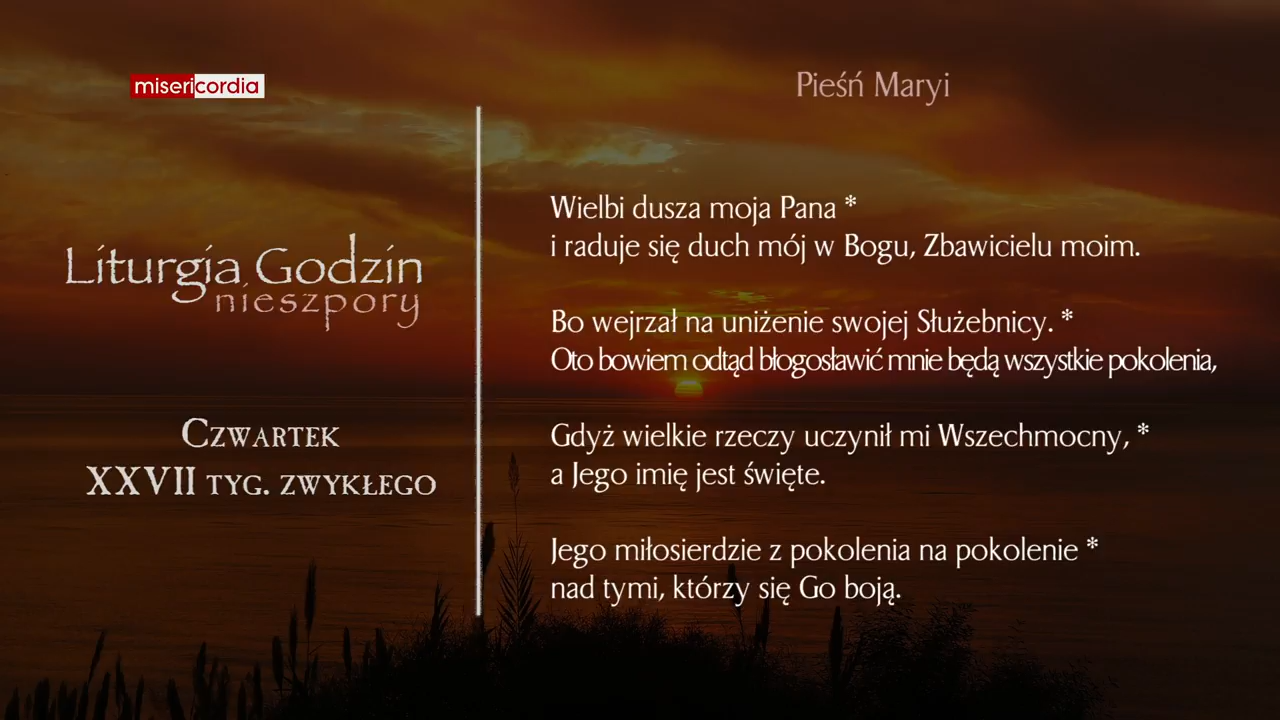 misericordia
Liturgia Godzin
nieszpory
Czwartek
XXVII tyg. zwykłego
Pieśń Maryi
Wielbi dusza moja Pana *
i raduje się duch mój w Bogu, Zbawicielu moim.
Bo wejrzał na uniżenie swojej Służebnicy. *
Oto bowiem odtąd błogosławić mnie będą wszystkie pokolenia,
Gdyż wielkie rzeczy uczynił mi Wszechmocny, *
a Jego imię jest święte.
Jego miłosierdzie z pokolenia na pokolenie *
nad tymi, którzy się Go boją.